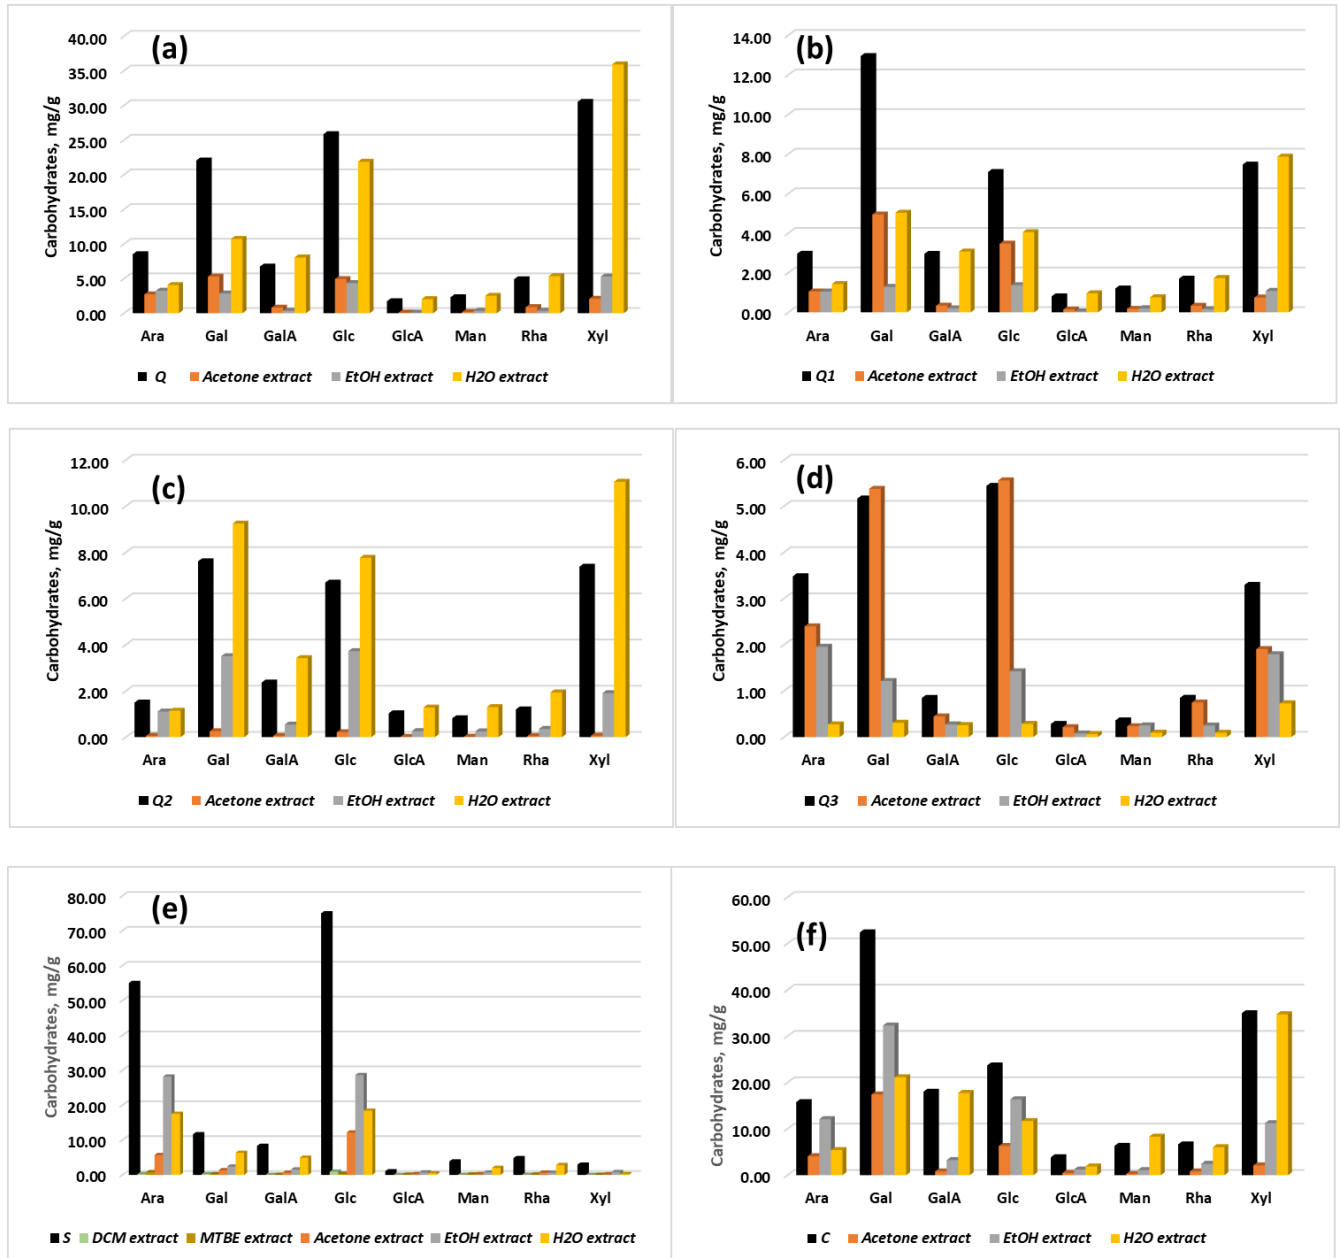 (a)
Carbohydrates, mg/g
40.00
35.00
30.00
25.00
20.00
15.00
10.00
5.00
0.00
Ara Gal GalA Glc GlcA Man Rha Xyl
Q Acetone extract EtOH extract H2O extract
(b)
Carbohydrates, mg/g
14.00
12.00
10.00
8.00
6.00
4.00
2.00
0.00
Ara Gal GalA Glc GlcA Man Rha Xyl
Q1 Acetone extract EtOH extract H2O extract
(c)
Carbohydrates, mg/g
12.00
10.00
8.00
6.00
4.00
2.00
0.00
Ara Gal GalA Glc GlcA Man Rha Xyl
Q2 Acetone extract EtOH extract H2O extract
(d)
Carbohydrates, mg/g
6.00
5.00
4.00
3.00
2.00
1.00
0.00
Ara Gal GalA Glc GlcA Man Rha Xyl
Q3 Acetone extract EtOH extract H2O extract
(e)
Carbohydrates, mg/g
80.00
70.00
60.00
50.00
40.00
30.00
20.00
10.00
0.00
Ara Gal GalA Glc GlcA Man Rha Xyl
S DCM extract MTBE extract Acetone extract EtOH extract H2O extract
(f)
Carbohydrates, mg/g
60.00
50.00
40.00
30.00
20.00
10.00
0.00
Ara Gal GalA Glc GlcA Man Rha Xyl
C Acetone extract EtOH extract H2O extract